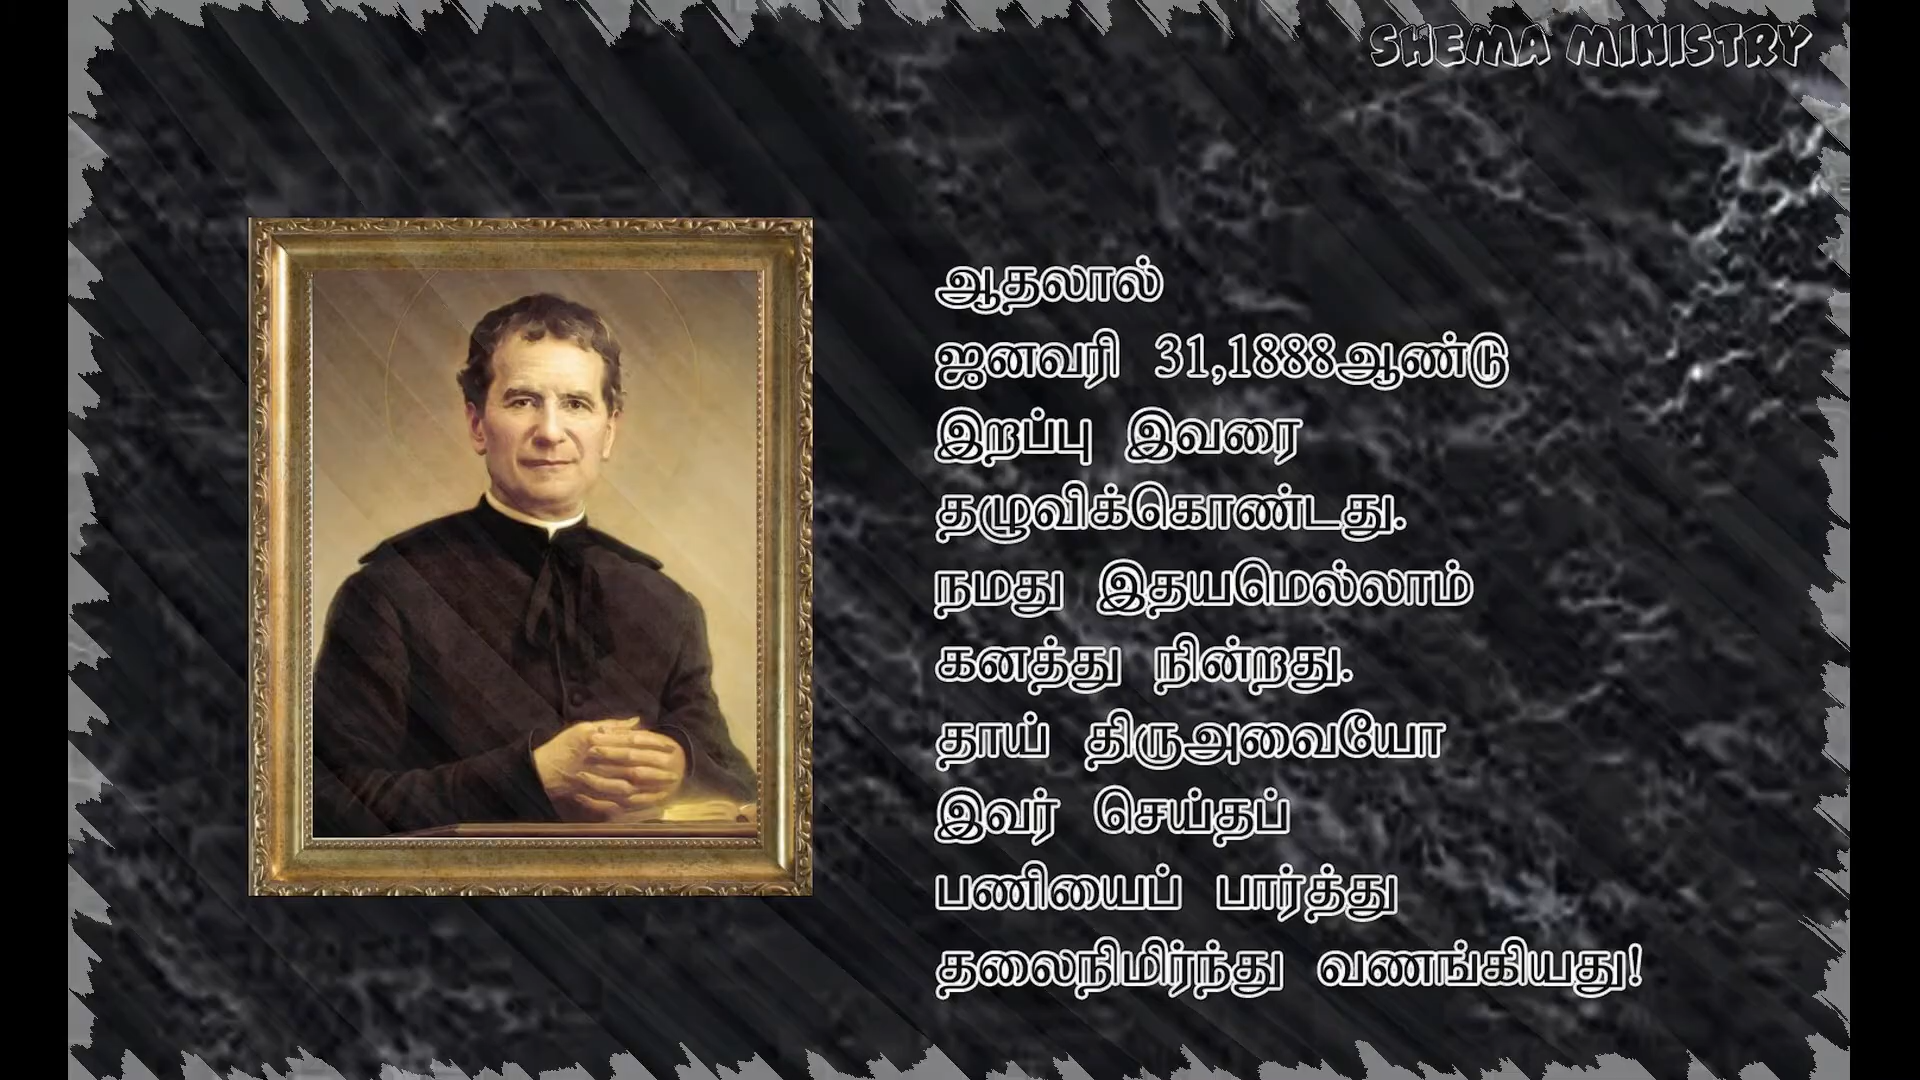 SHEMA MINISTRY
ஆதலால்
ஜனவரி 31,1888ஆண்டு
இறப்பு இவரை
தழுவிக்கொண்டது.
நமது இதயமெல்லாம்
கனத்து நின்றது.
தாய் திருஅவையோ
இவர் செய்தப்
பணியைப் பார்த்து
தலைநிமிர்ந்து வணங்கியது!